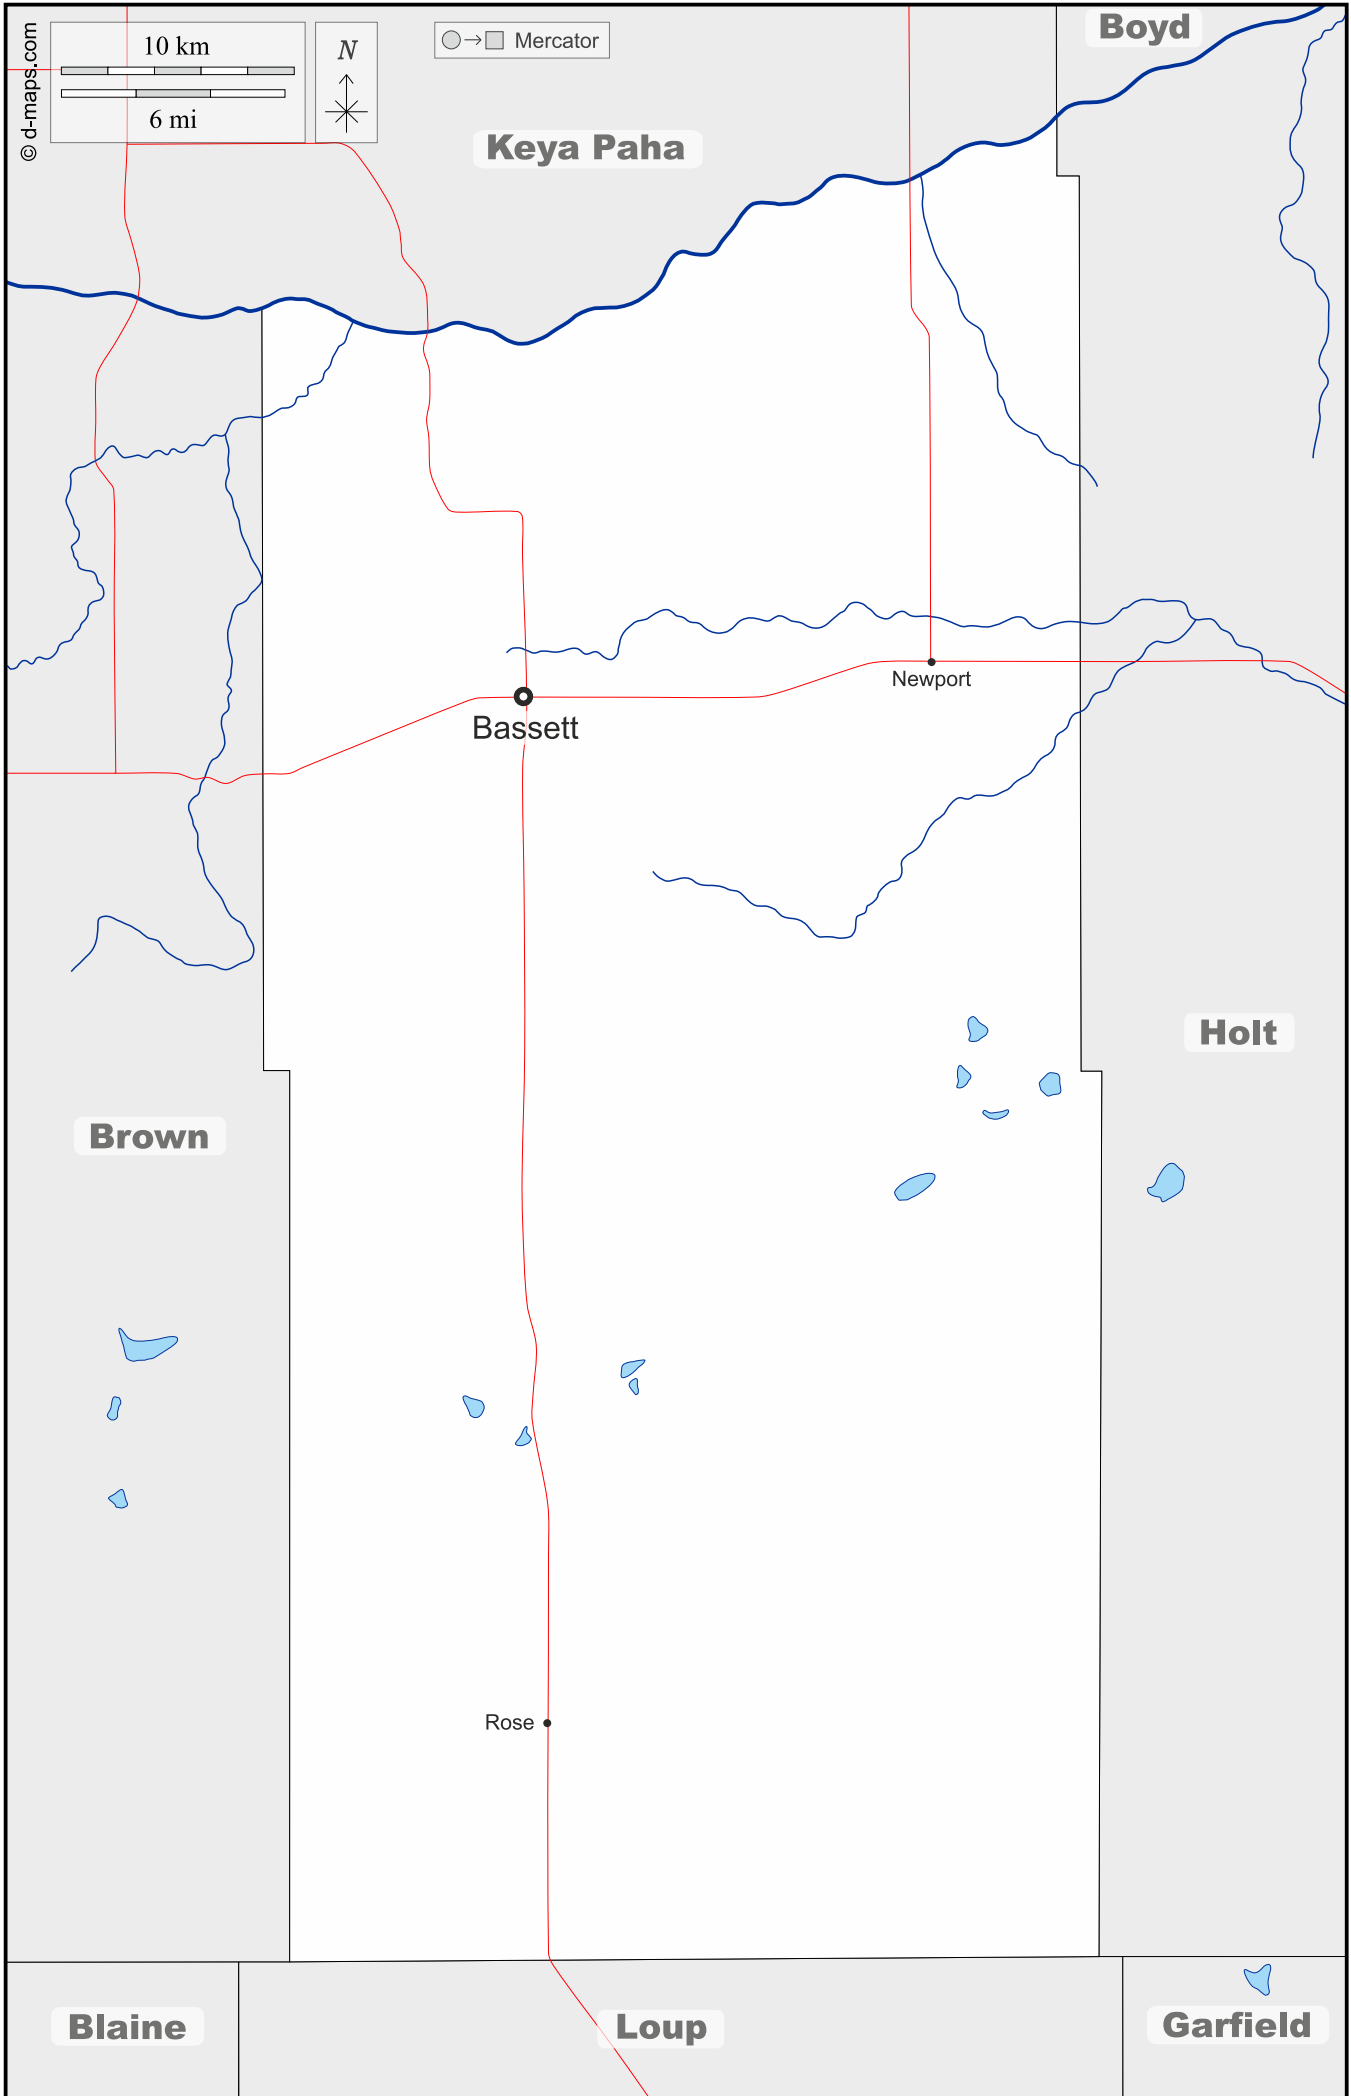 © d-maps.com
10 km
6 mi
N
Mercator
Boyd
Keya Paha
Newport
Bassett
Holt
Brown
Rose
Blaine
Loup
Garfield